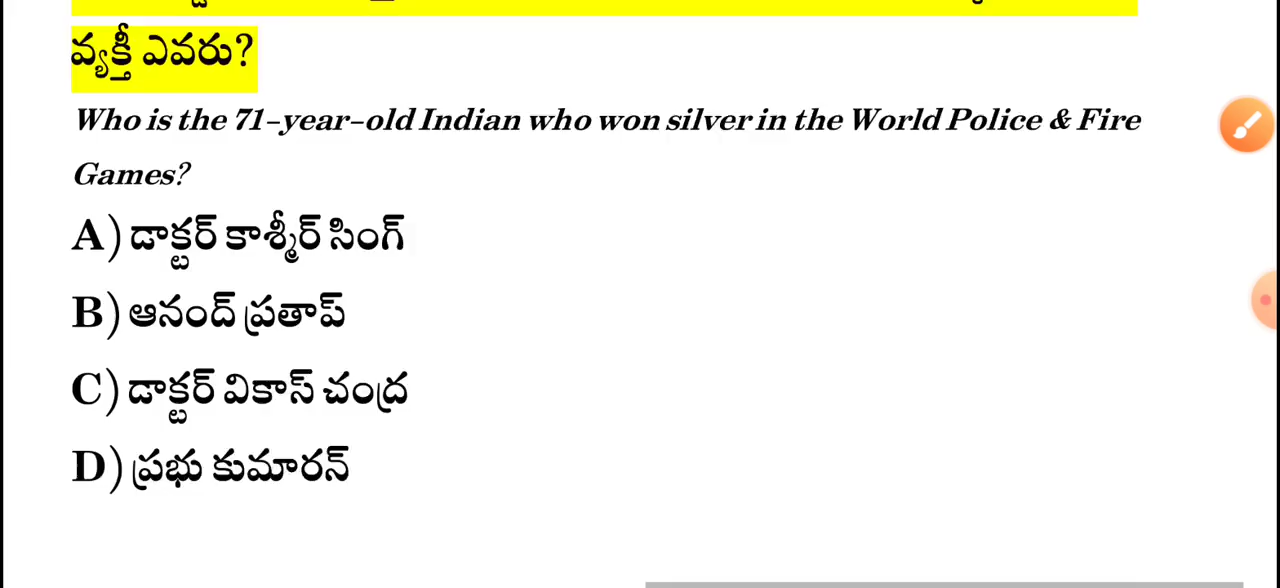 వ్యక్తీ ఎవరు?
Who is the 71-year-old Indian who won silver in the World Police & Fire
Games?
A) డాక్టర్ కాశ్మీర్ సింగ్
B) ఆనంద్ ప్రతాప్
C) డాక్టర్ వికాస్ చంద్ర
D) ప్రభు కుమారన్